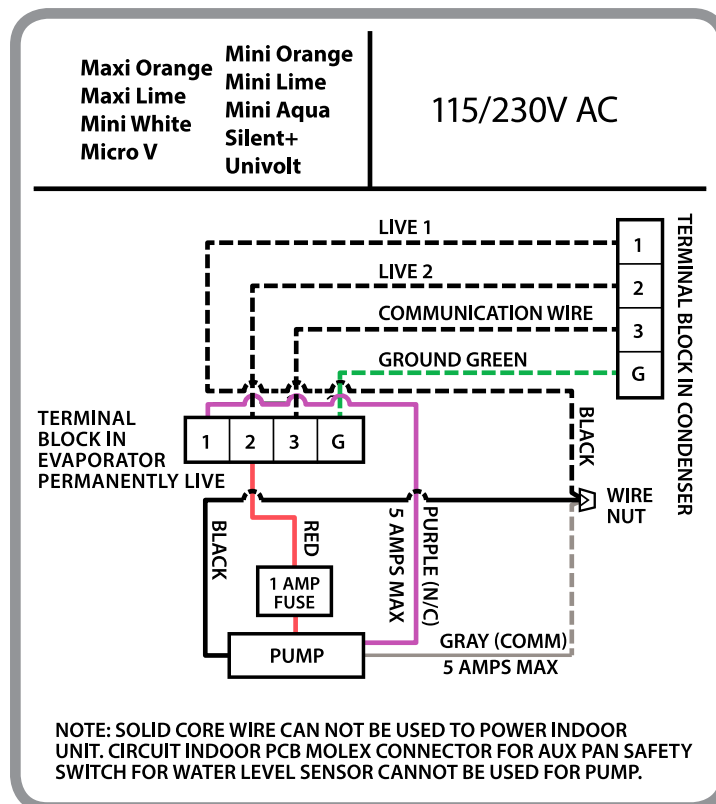 Maxi Orange
Maxi Lime
Mini White
Micro V
Mini Orange
Mini Lime
Mini Aqua
Silent+
Univolt
115/230V AC
LIVE 1
LIVE 2
COMMUNICATION WIRE
GROUND GREEN
1
2
3
G
TERMINAL BLOCK IN CONDENSER
TERMINAL
BLOCK IN
EVAPORATOR
PERMANENTLY LIVE
1 2 3 G
BLACK
WIRE
NUT
BLACK
RED
5 AMPS MAX
PURPLE (N/C)
1 AMP
FUSE
PUMP
GRAY (COMM)
5 AMPS MAX
NOTE: SOLID CORE WIRE CAN NOT BE USED TO POWER INDOOR
UNIT. CIRCUIT INDOOR PCB MOLEX CONNECTOR FOR AUX PAN SAFETY
SWITCH FOR WATER LEVEL SENSOR CANNOT BE USED FOR PUMP.